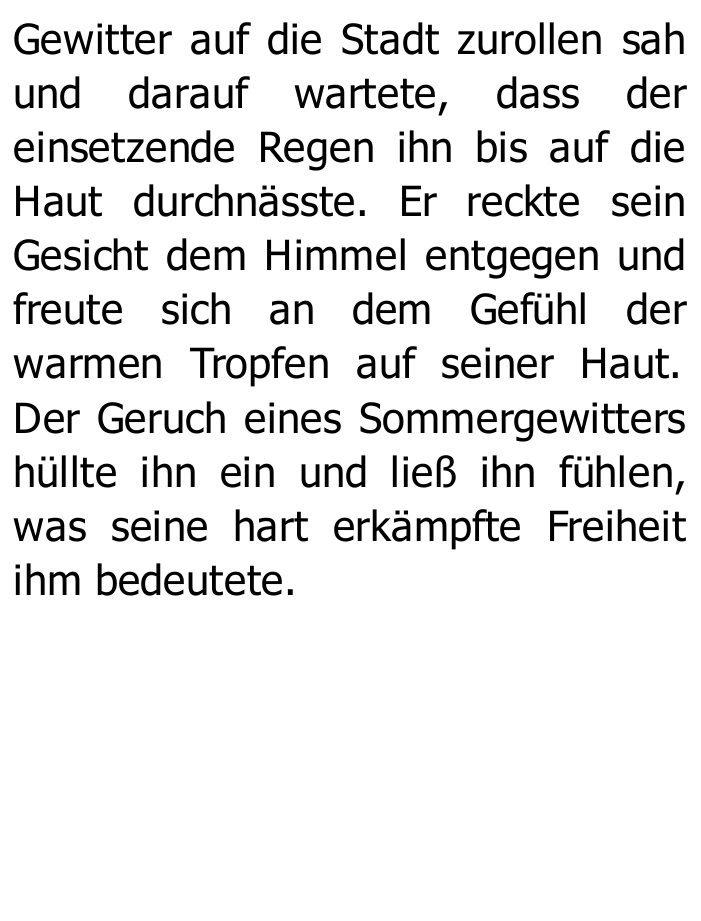 Gewitter auf die Stadt zurollen sah
und darauf wartete, dass der
einsetzende Regen ihn bis auf die
Haut durchnässte. Er reckte sein
Gesicht dem Himmel entgegen und
freute sich an dem Gefühl der
warmen Tropfen auf seiner Haut.
Der Geruch eines Sommergewitters
hüllte ihn ein und ließ ihn fühlen,
was seine hart erkämpfte Freiheit
ihm bedeutete.